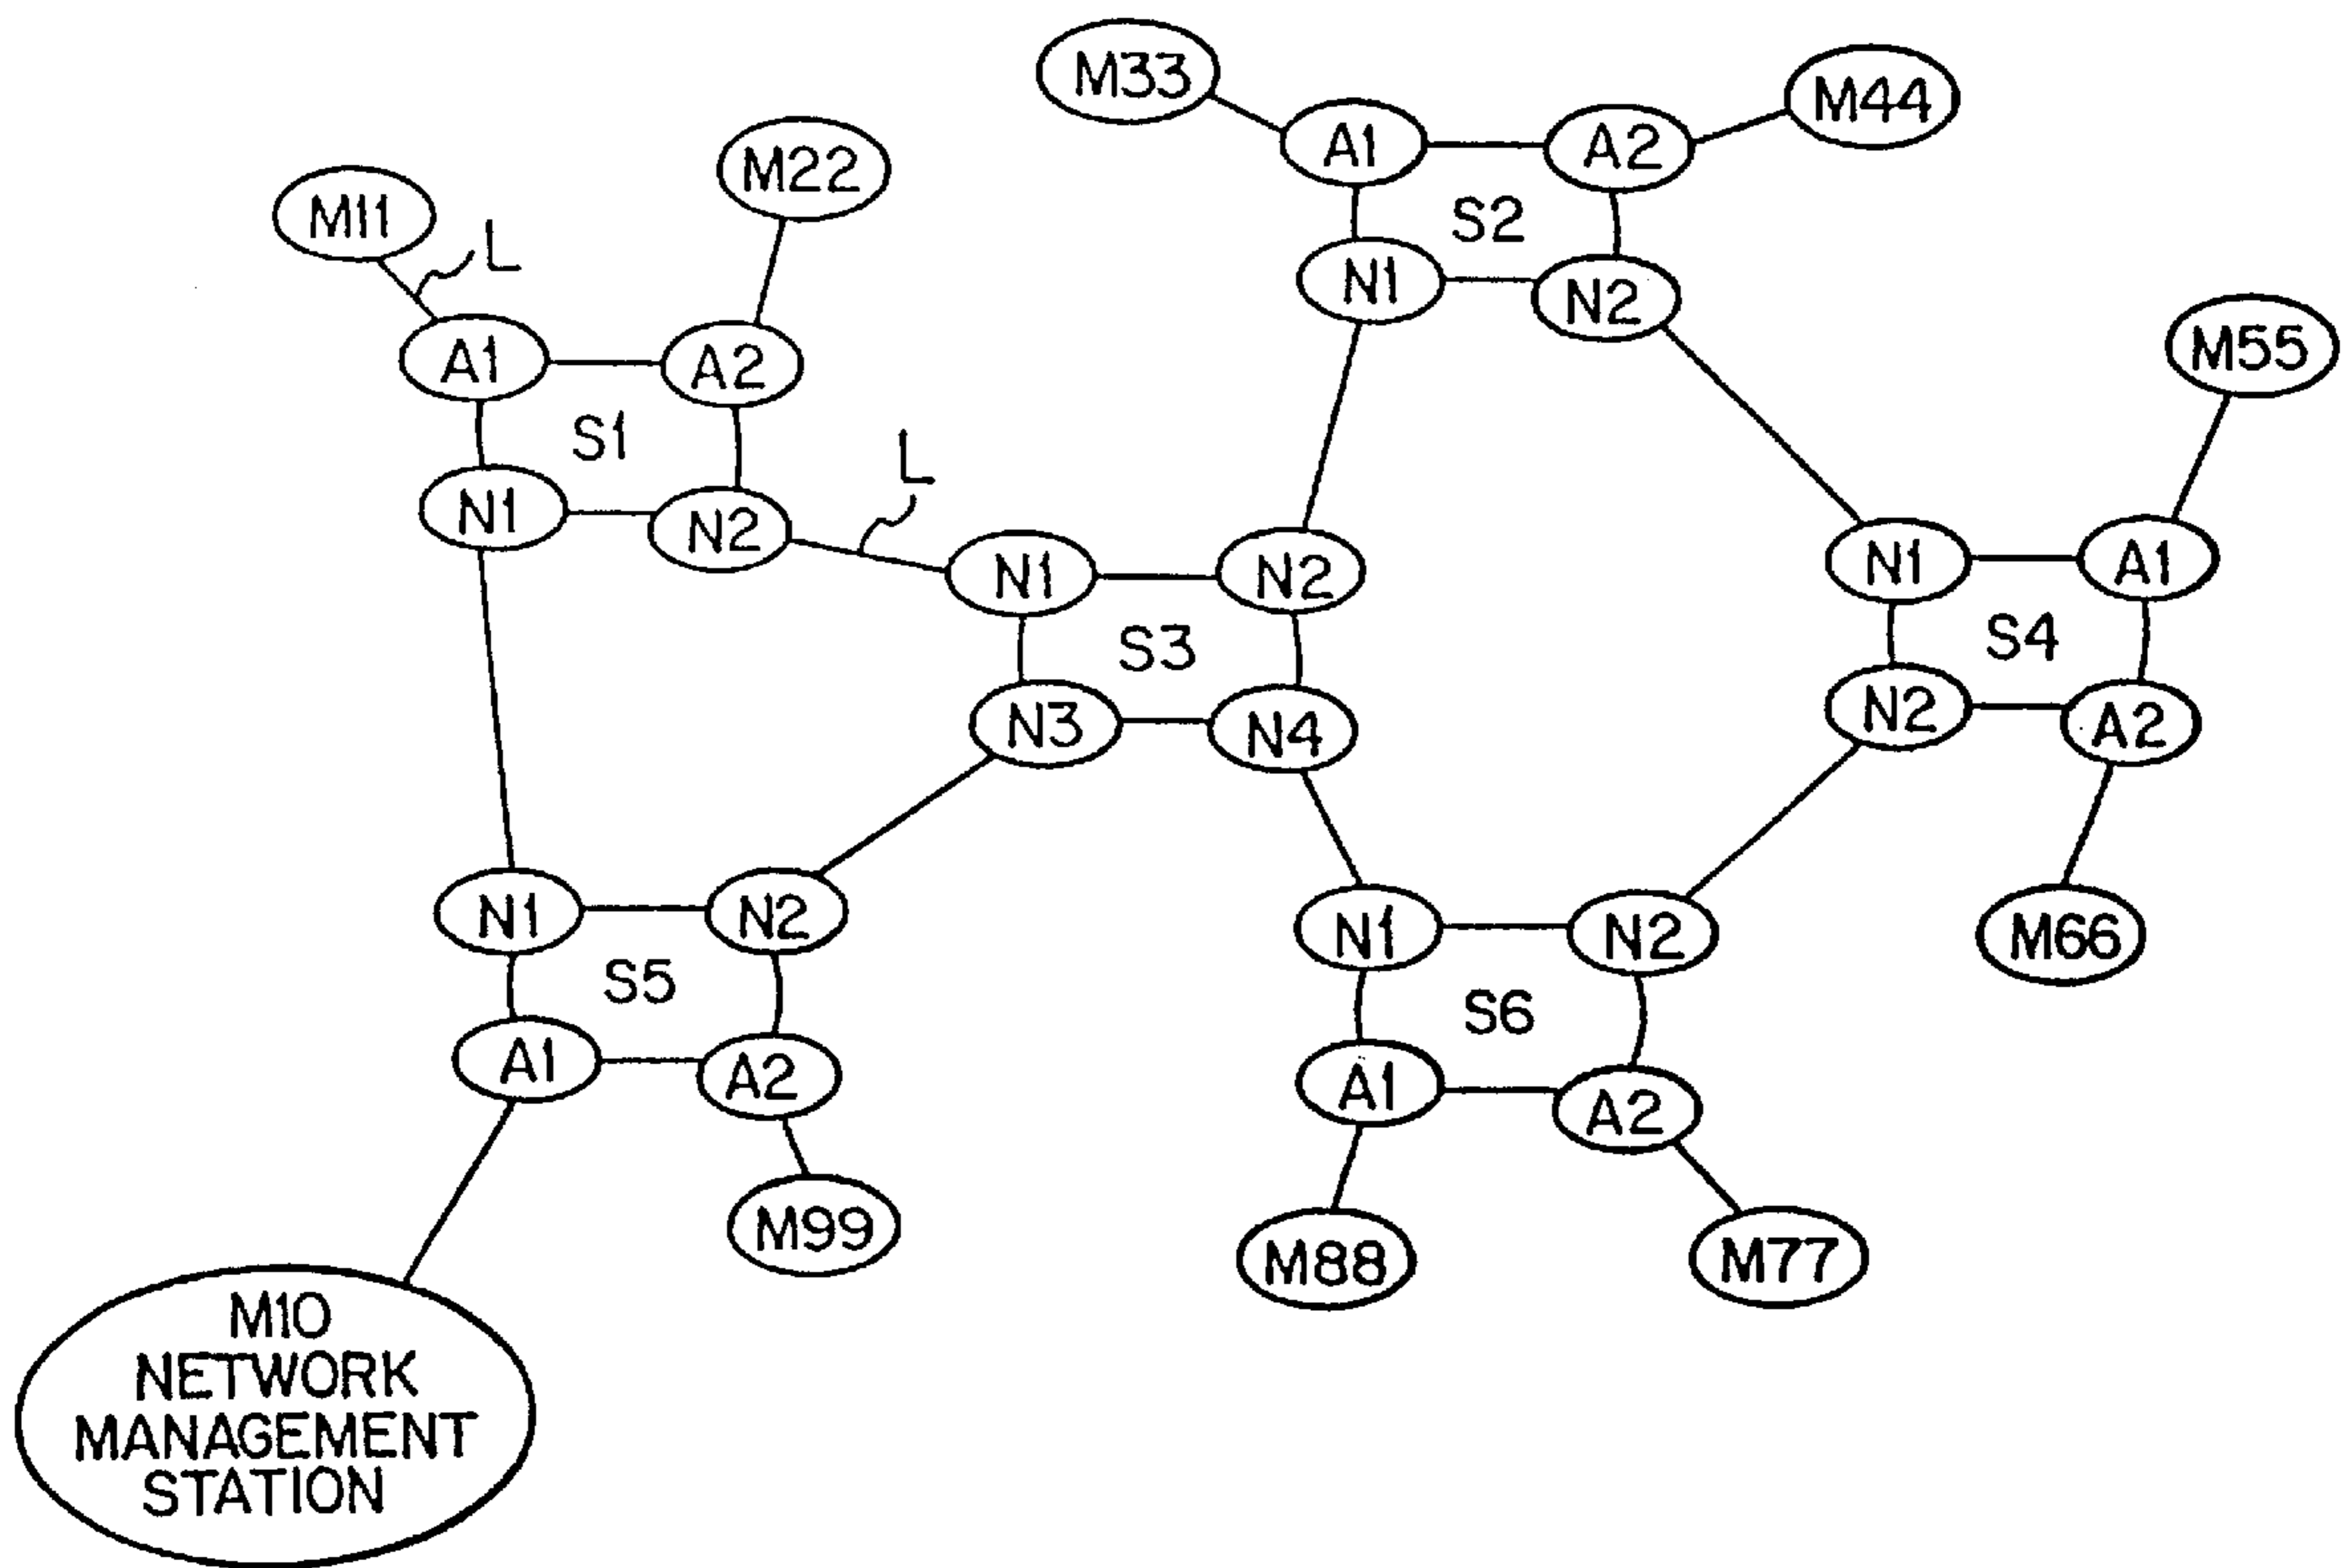 M33
M44
A1
A2
M22
M11
L
S2
N1
N2
M55
A1
A2
S1
L
N1
N2
N1
N2
N1
A1
S3
S4
N3
N4
N2
A2
N1
N2
N1
N2
M66
S5
S6
A1
A2
A1
A2
M99
M88
M77
M10
NETWORK
MANAGEMENT
STATION